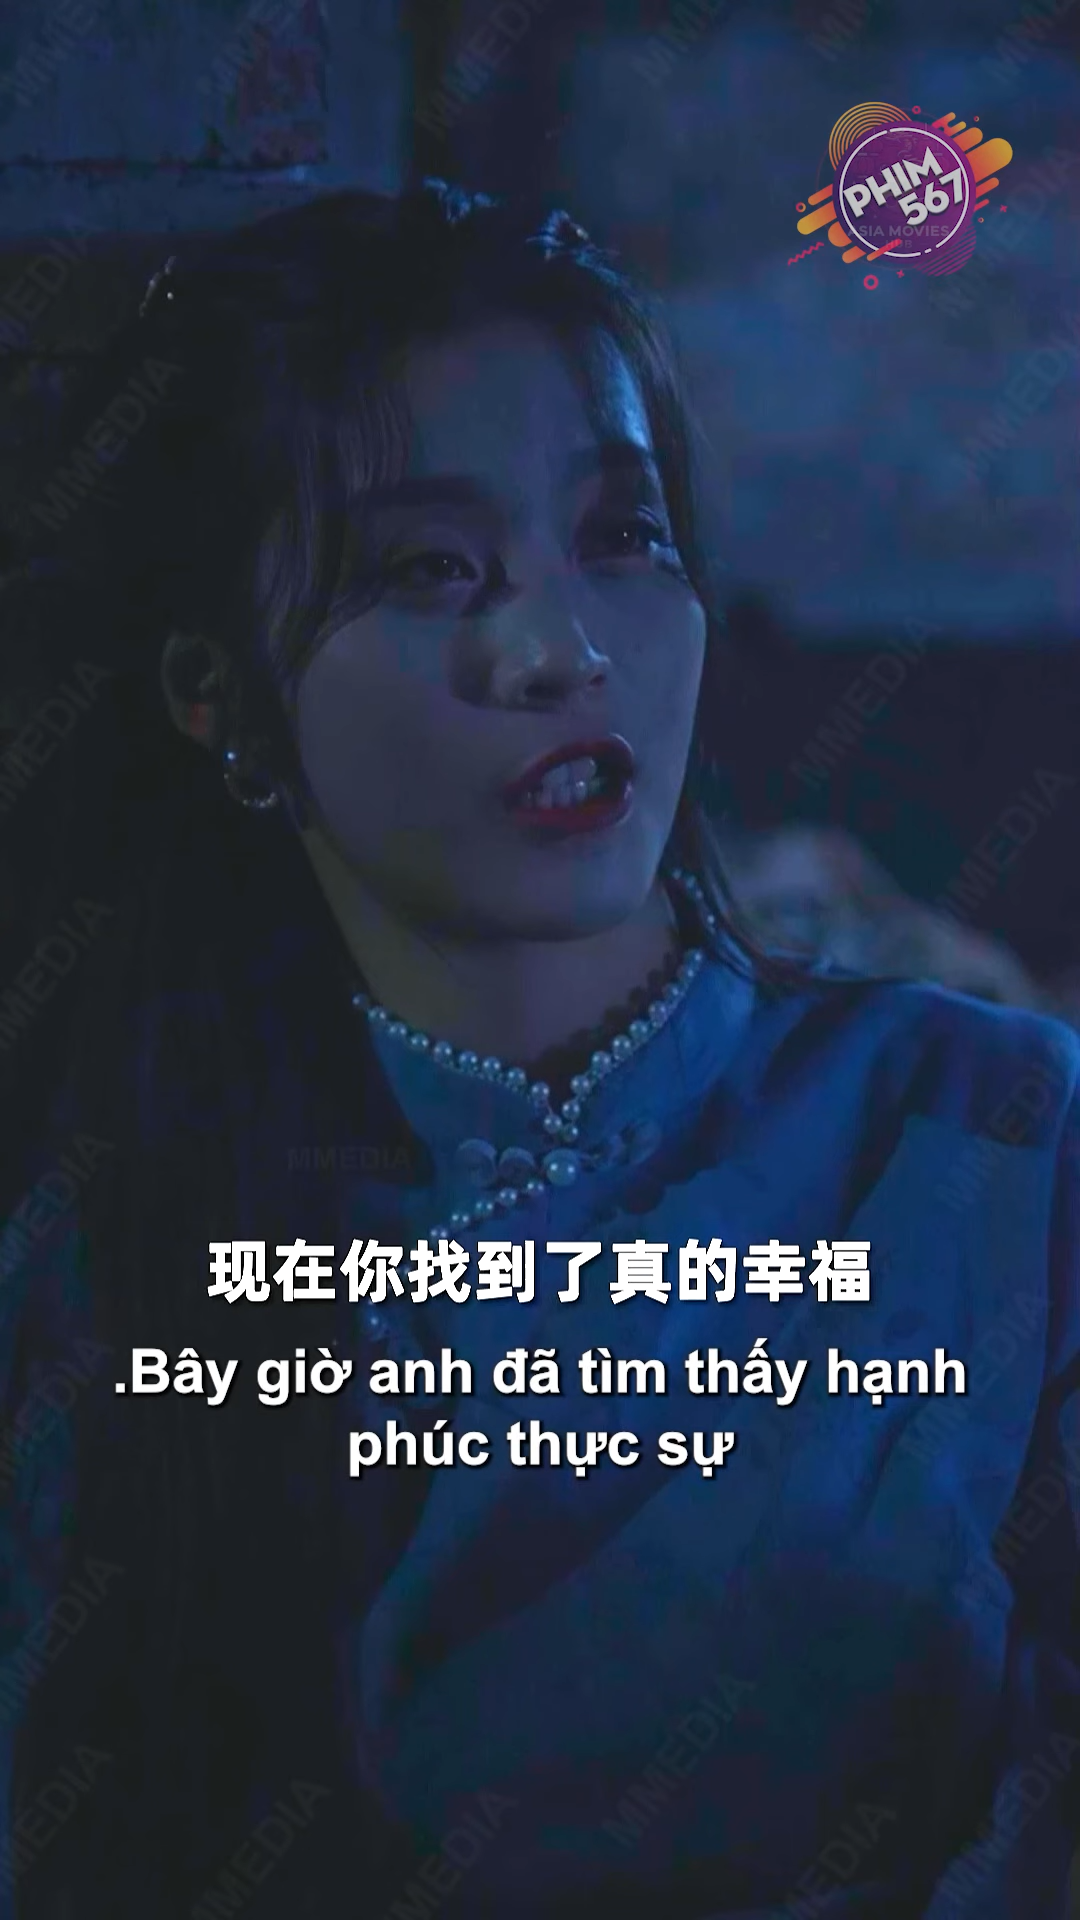 PHIM
567
ASIA MOVIES
现在你找到了真的幸福
.Bây giờ anh đã tìm thấy hạnh
phúc thực sự
MMEDIA